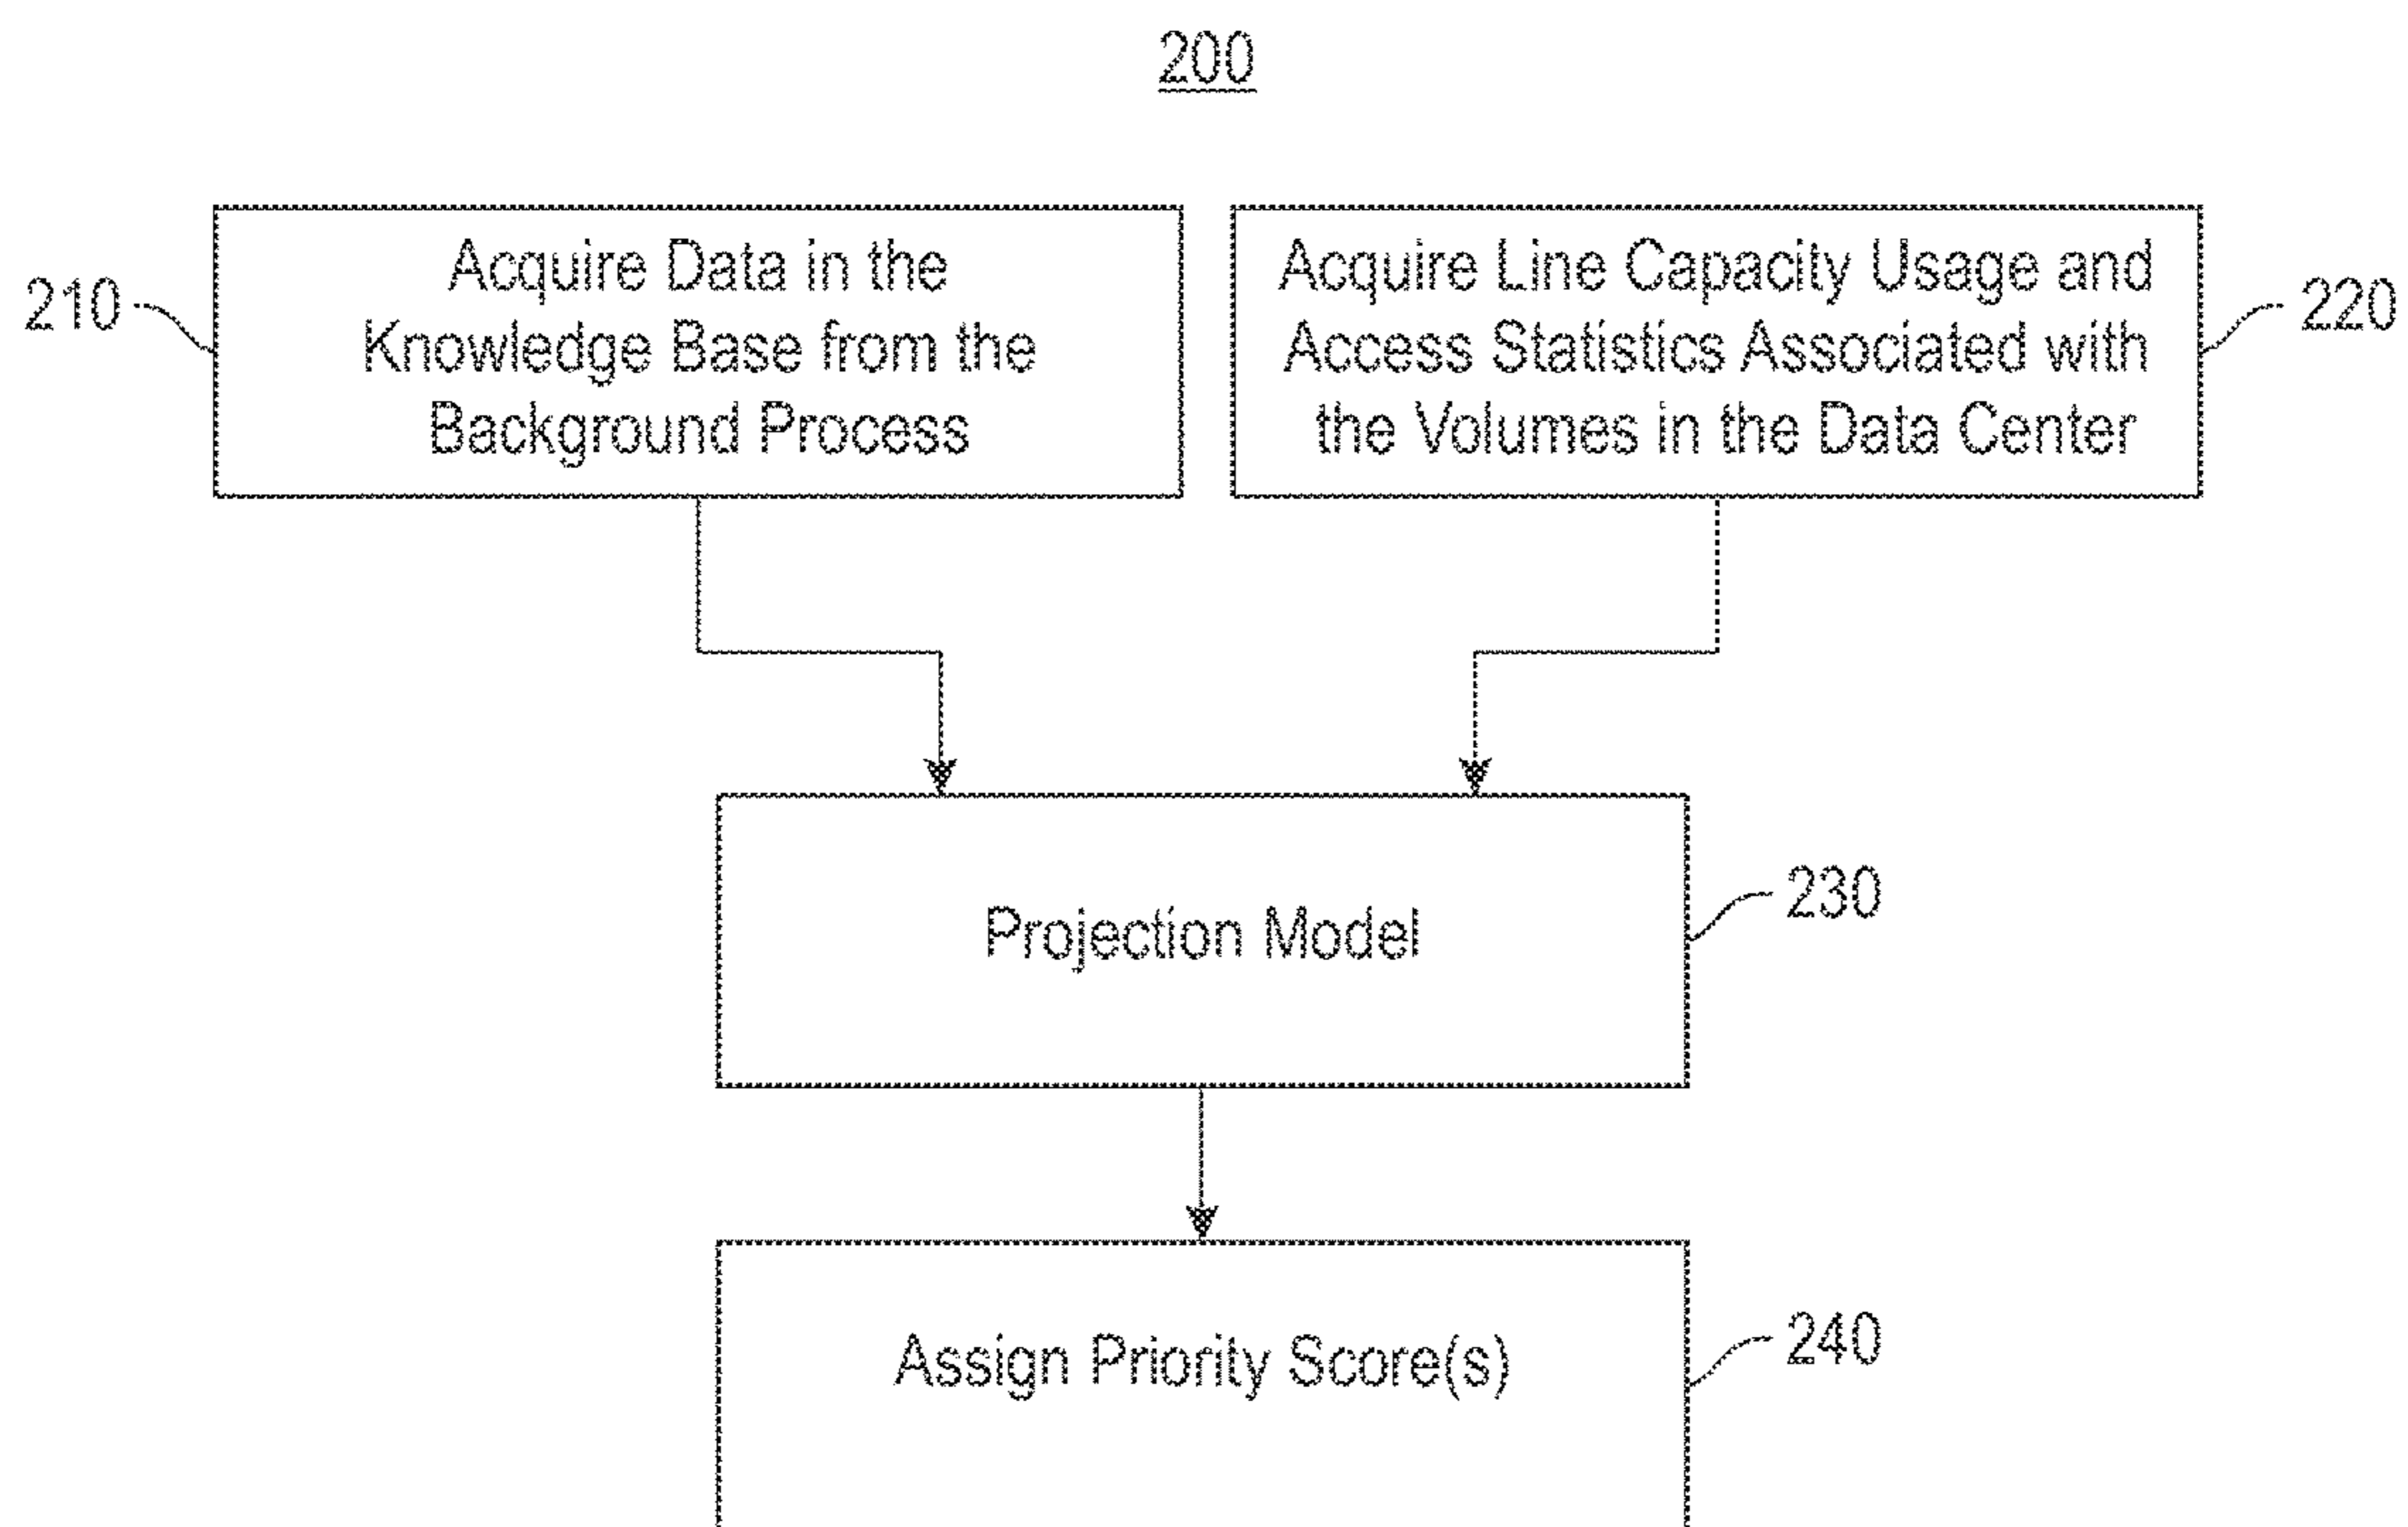 200
210
Acquire Data in the
Knowledge Base from the
Background Process
Acquire Line Capacity Usage and
Access Statistics Associated with
the Volumes in the Data Center
220
Projection Model
230
Assign Priority Score(s)
240